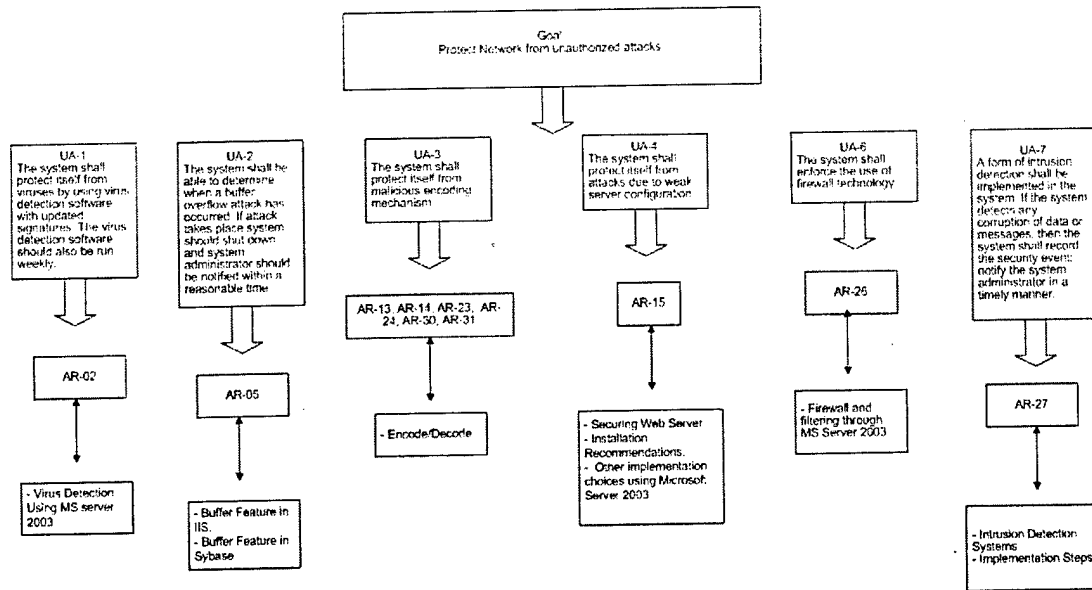 Goal
Protect Network from unauthorized attacks
UA-1
The system shall
protect itself from
viruses by using virus
detection software
with updated
signatures. The virus
detection software
should also be run
weekly.
AR-02
- Virus Detection
Using MS server
2003
UA-2
The system shall be
able to determine
when a buffer
overflow attack has
occurred. If attack
takes place system
should shut down
and system
administrator should
be notified within a
reasonable time
AR-05
- Buffer Feature in
IIS.
- Buffer Feature in
Sybase
UA-3
The system shall
protect itself from
malicious encoding
mechanism
AR-13, AR-14, AR-23, AR-
24, AR-30, AR-31
- Encode/Decode
UA-4
The system shall
protect itself from
attacks due to weak
server configuration
AR-15
- Securing Web Server
- Installation
Recommendations.
- Other implementation
choices using Microsoft
Server 2003
UA-6
The system shall
enforce the use of
firewall technology
AR-26
- Firewall and
filtering through
MS Server 2003
UA-7
A form of intrusion
detection shall be
implemented in the
system. If the system
detects any
corruption of data or
messages, then the
system shall record
the security event;
notify the system
administrator in a
timely manner.
AR-27
- Intrusion Detection
Systems
- Implementation Steps